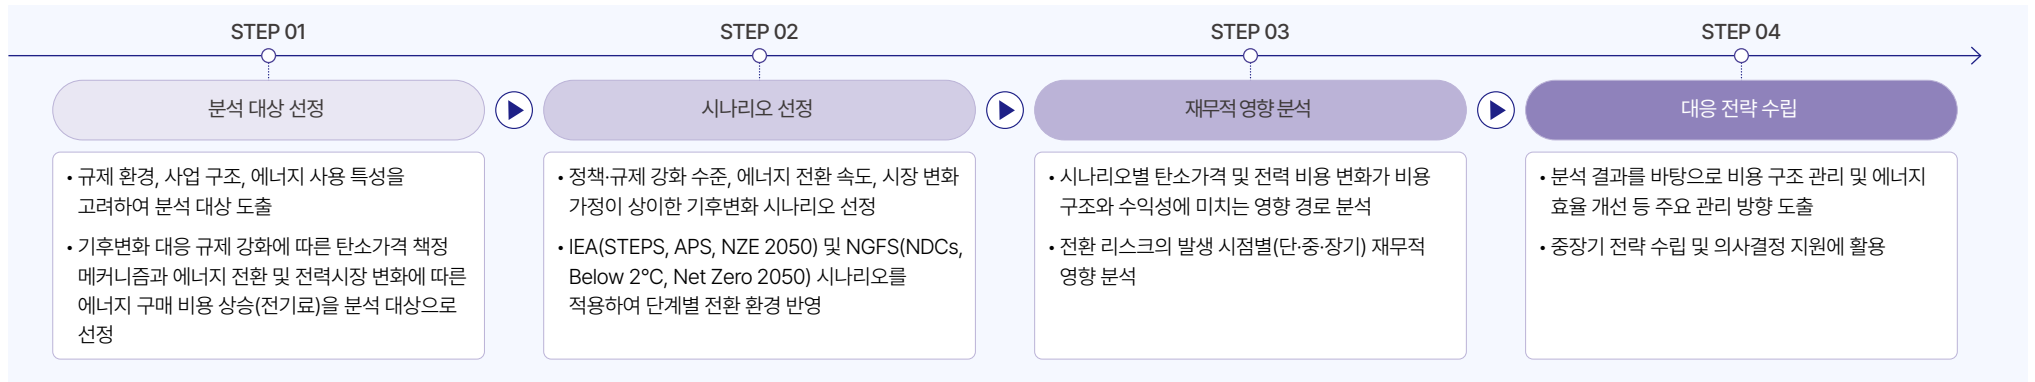 STEP 01
분석 대상 선정
• 규제 환경, 사업 구조, 에너지 사용 특성을
고려하여 분석 대상 도출
• 기후변화 대응 규제 강화에 따른 탄소가격 책정
메커니즘과 에너지 전환 및 전력시장 변화에 따른
에너지 구매 비용 상승(전기료)을 분석 대상으로
선정
STEP 02
시나리오 선정
• 정책·규제 강화 수준, 에너지 전환 속도, 시장 변화
가정이 상이한 기후변화 시나리오 선정
• IEA(STEPS, APS, NZE 2050) 및 NGFS(NDCs,
Below 2°C, Net Zero 2050) 시나리오를
적용하여 단계별 전환 환경 반영
STEP 03
재무적 영향 분석
• 시나리오별 탄소가격 및 전력 비용 변화가 비용
구조와 수익성에 미치는 영향 경로 분석
• 전환 리스크의 발생 시점별(단·중·장기) 재무적
영향 분석
STEP 04
대응 전략 수립
• 분석 결과를 바탕으로 비용 구조 관리 및 에너지
효율 개선 등 주요 관리 방향 도출
• 중장기 전략 수립 및 의사결정 지원에 활용